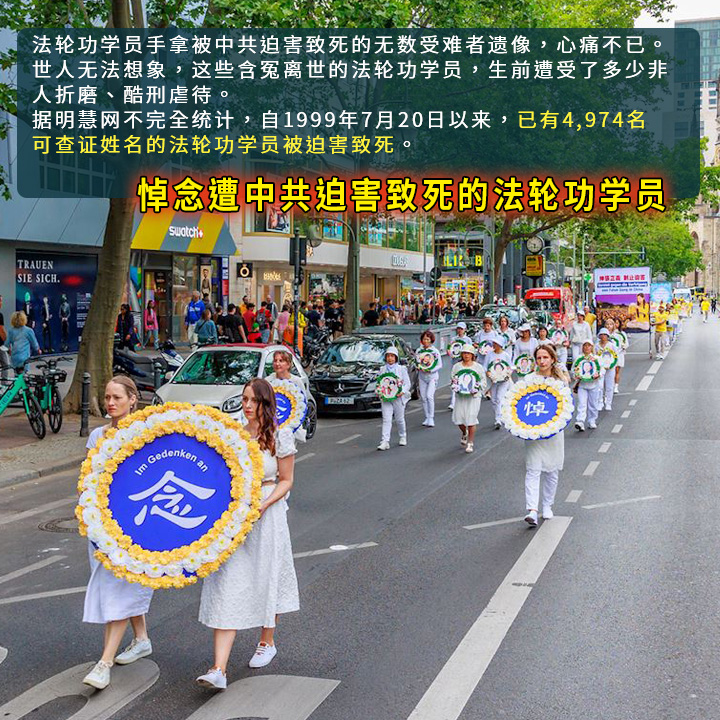 法轮功学员手拿被中共迫害致死的无数受难者遗像，心痛不已。
世人无法想象，这些含冤离世的法轮功学员，生前遭受了多少非
人折磨、酷刑虐待。
据明慧网不完全统计，自1999年7月20日以来，已有4,974名
可查证姓名的法轮功学员被迫害致死。
悼念遭中共迫害致死的法轮功学员
swatch+
TRAUEN
SIE SICH.
Im Gedenken an
念
悼